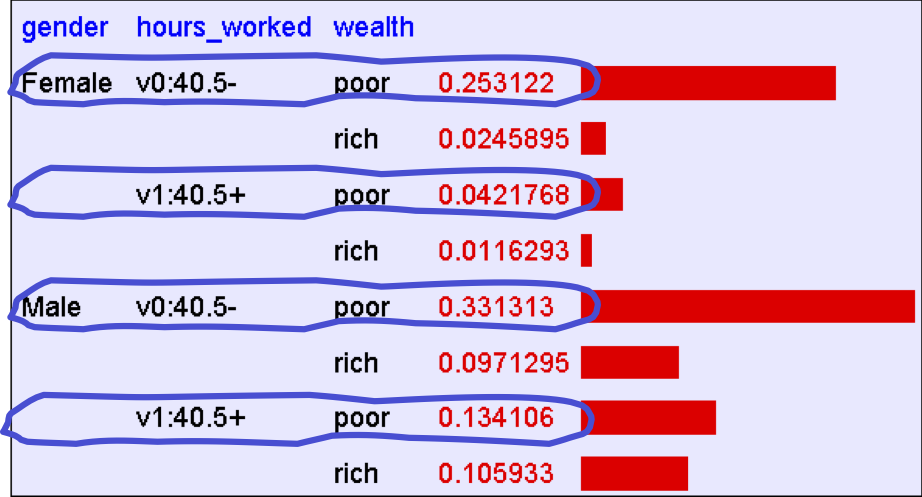 gender hours_worked wealth
Female v0:40.5- poor 0.253122
rich 0.0245895
v1:40.5+ poor 0.0421768
rich 0.0116293
Male v0:40.5- poor 0.331313
rich 0.0971295
v1:40.5+ poor 0.134106
rich 0.105933